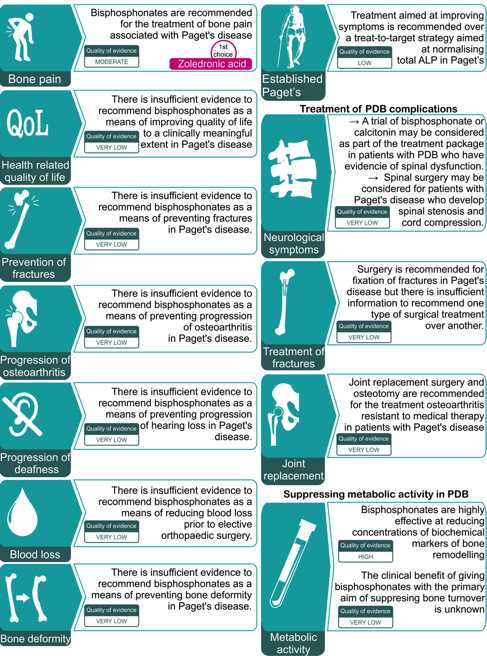 Bisphosphonates are recommended
for the treatment of bone pain
associated with Paget's disease
Quality of evidence
MODERATE
1st
choice
Zoledronic acid
Bone pain
QoL
There is insufficient evidence to
recommend bisphosphonates as a
means of improving quality of life
to a clinically meaningful
extent in Paget's disease
Quality of evidence
VERY LOW
Health related
quality of life
There is insufficient evidence to
recommend bisphosphonates as a
means of preventing fractures
in Paget's disease.
Quality of evidence
VERY LOW
Prevention of
fractures
There is insufficient evidence to
recommend bisphosphonates as a
means of preventing progression
of osteoarthritis
in Paget's disease.
Quality of evidence
VERY LOW
Progression of
osteoarthritis
There is insufficient evidence to
recommend bisphosphonates as a
means of preventing progression
of hearing loss in Paget's
disease.
Quality of evidence
VERY LOW
Progression of
deafness
There is insufficient evidence to
recommend bisphosphonates as a
means of reducing blood loss
prior to elective
orthopaedic surgery.
Quality of evidence
VERY LOW
Blood loss
There is insufficient evidence to
recommend bisphosphonates as a
means of preventing bone deformity
in Paget's disease.
Quality of evidence
VERY LOW
Bone deformity
Treatment aimed at improving
symptoms is recommended over
a treat-to-target strategy aimed
at normalising
total ALP in Paget's
Quality of evidence
LOW
Established
Paget's
Treatment of PDB complications
→ A trial of bisphosphonate or
calcitonin may be considered
as part of the treatment package
in patients with PDB who have
evidencie of spinal dysfunction.
→ Spinal surgery may be
considered for patients with
Paget's disease who develop
spinal stenosis and
cord compression.
Quality of evidence
VERY LOW
Neurological
symptoms
Surgery is recommended for
fixation of fractures in Paget's
disease but there is insufficient
information to recommend one
type of surgical treatment
over another.
Quality of evidence
VERY LOW
Treatment of
fractures
Joint replacement surgery and
osteotomy are recommended
for the treatment osteoarthritis
resistant to medical therapy
in patients with Paget's disease
Quality of evidence
VERY LOW
Joint
replacement
Suppressing metabolic activity in PDB
Bisphosphonates are highly
effective at reducing
concentrations of biochemical
markers of bone
remodelling
Quality of evidence
HIGH
The clinical benefit of giving
bisphosphonates with the primary
aim of suppresing bone turnover
is unknown
Quality of evidence
VERY LOW
Metabolic
activity